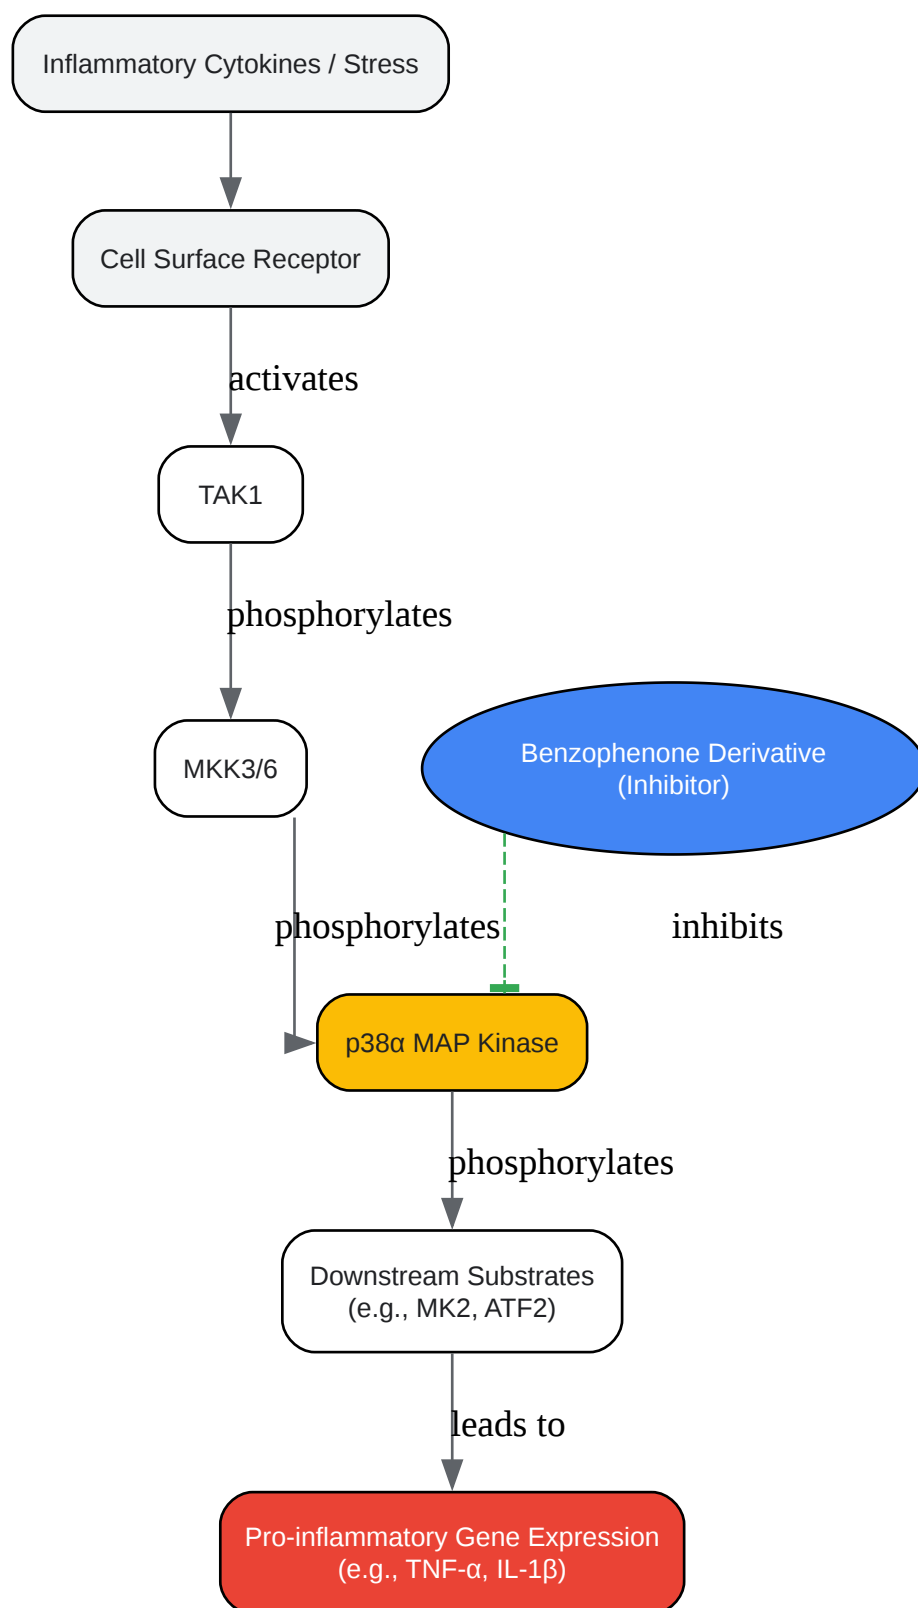 Inflammatory Cytokines / Stress
Cell Surface Receptor
activates
TAK1
phosphorylates
MKK3/6
Benzophenone Derivative
(Inhibitor)
phosphorylates
inhibits
p38α MAP Kinase
phosphorylates
Downstream Substrates
(e.g., MK2, ATF2)
leads to
Pro-inflammatory Gene Expression
(e.g., TNF-α, IL-1β)